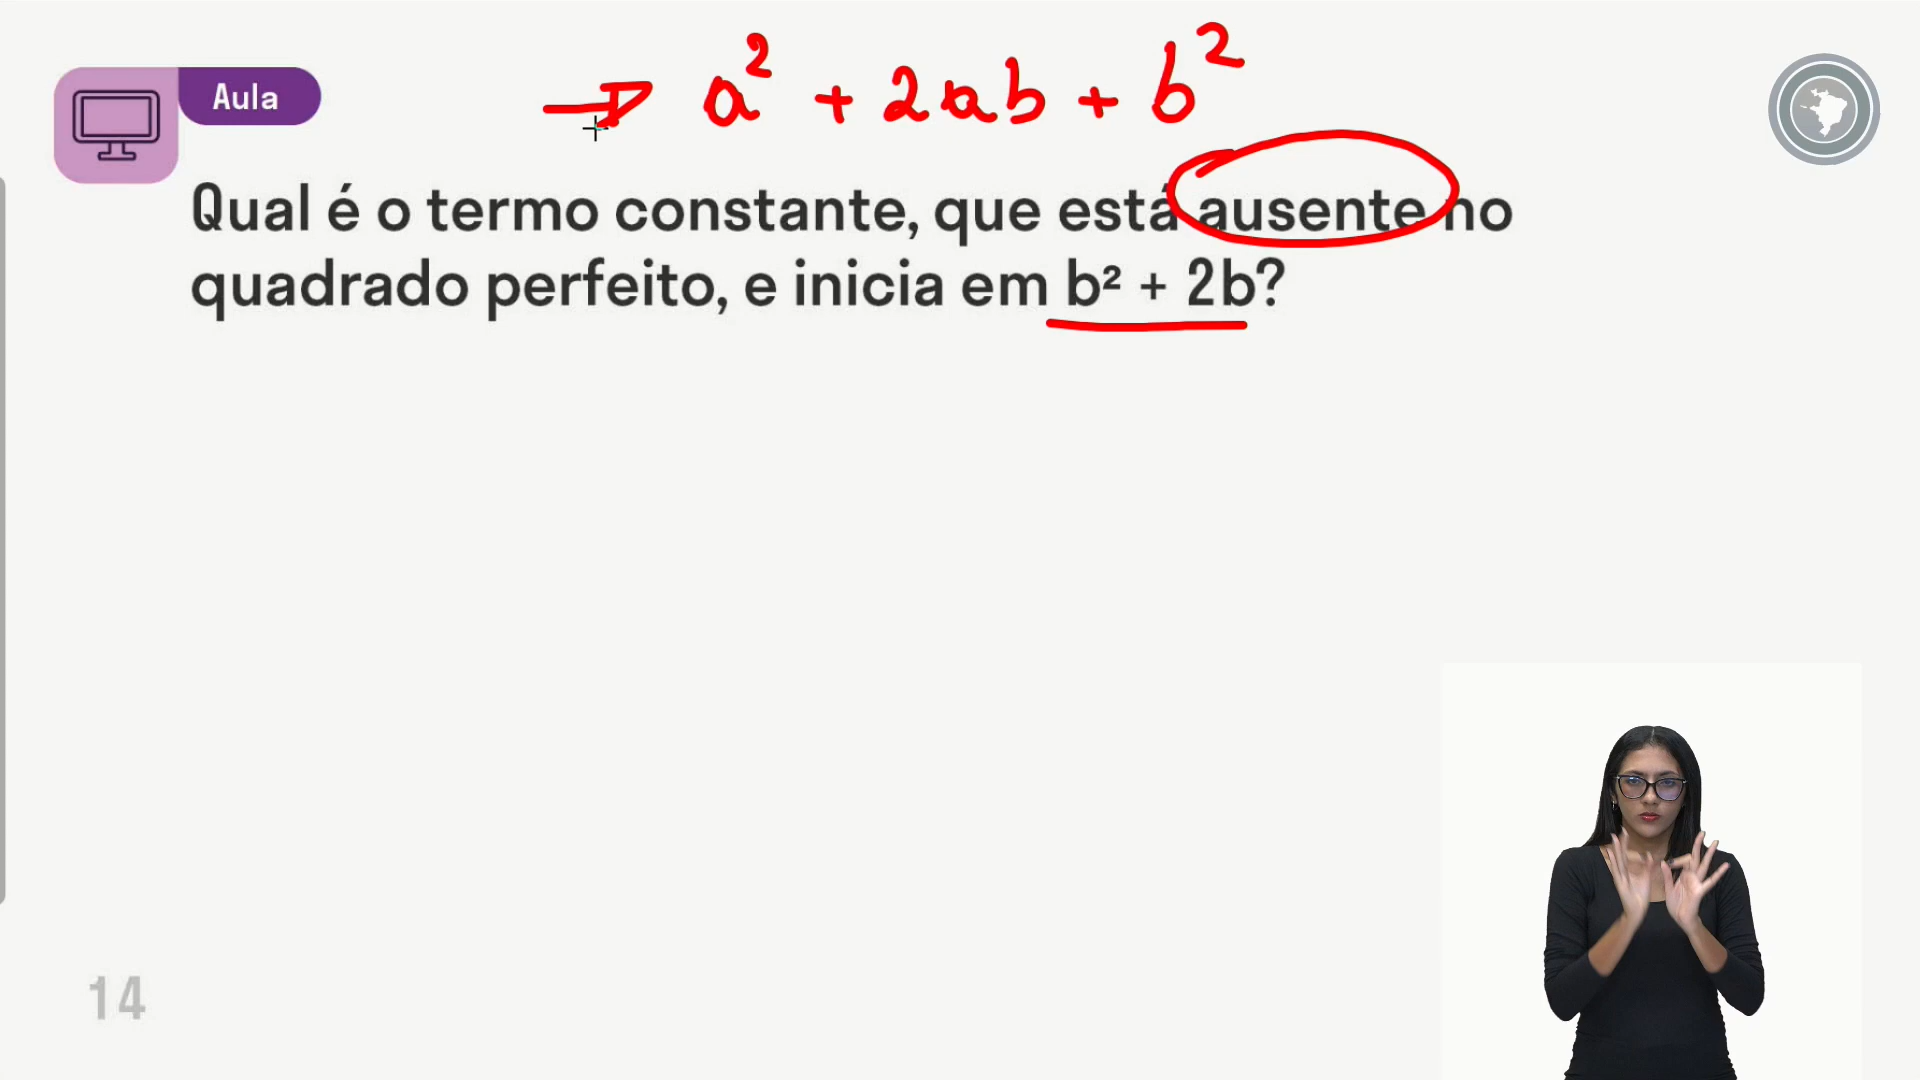 → a² + 2ab + b²
Aula
Qual é o termo constante, que está ausente no
quadrado perfeito, e inicia em b² + 2b?
14